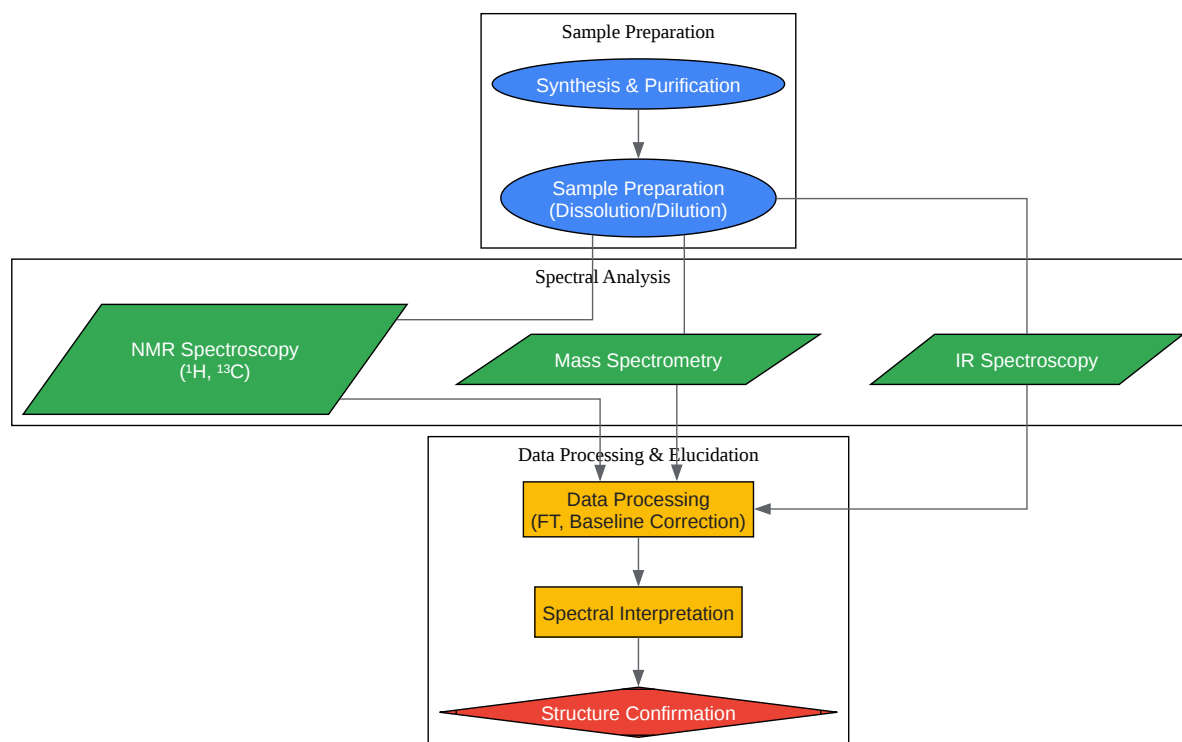 Sample Preparation
Synthesis & Purification
Sample Preparation
(Dissolution/Dilution)
Spectral Analysis
NMR Spectroscopy
(¹H, ¹³C)
Mass Spectrometry
IR Spectroscopy
Data Processing & Elucidation
Data Processing
(FT, Baseline Correction)
Spectral Interpretation
Structure Confirmation